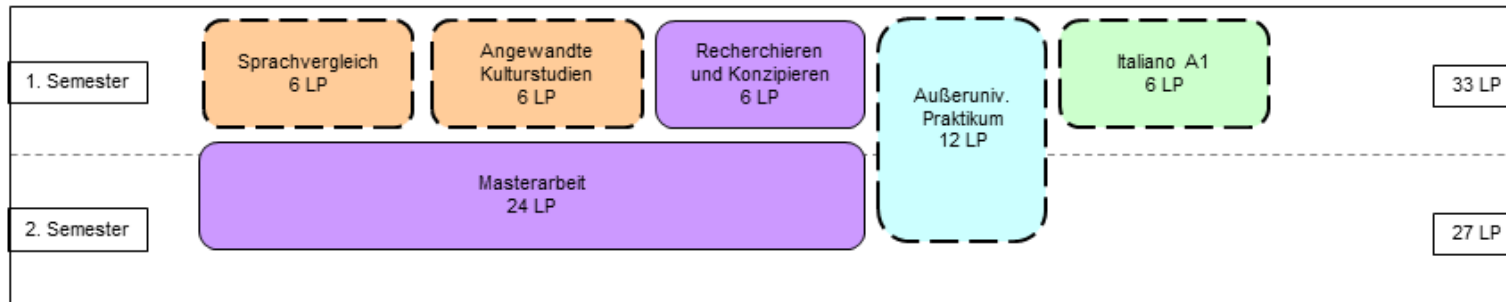 1. Semester
Sprachvergleich
6 LP
Angewandte
Kulturstudien
6 LP
Recherchieren
und Konzipieren
6 LP
Außeruniv.
Praktikum
12 LP
Italiano A1
6 LP
33 LP
Masterarbeit
24 LP
2. Semester
27 LP